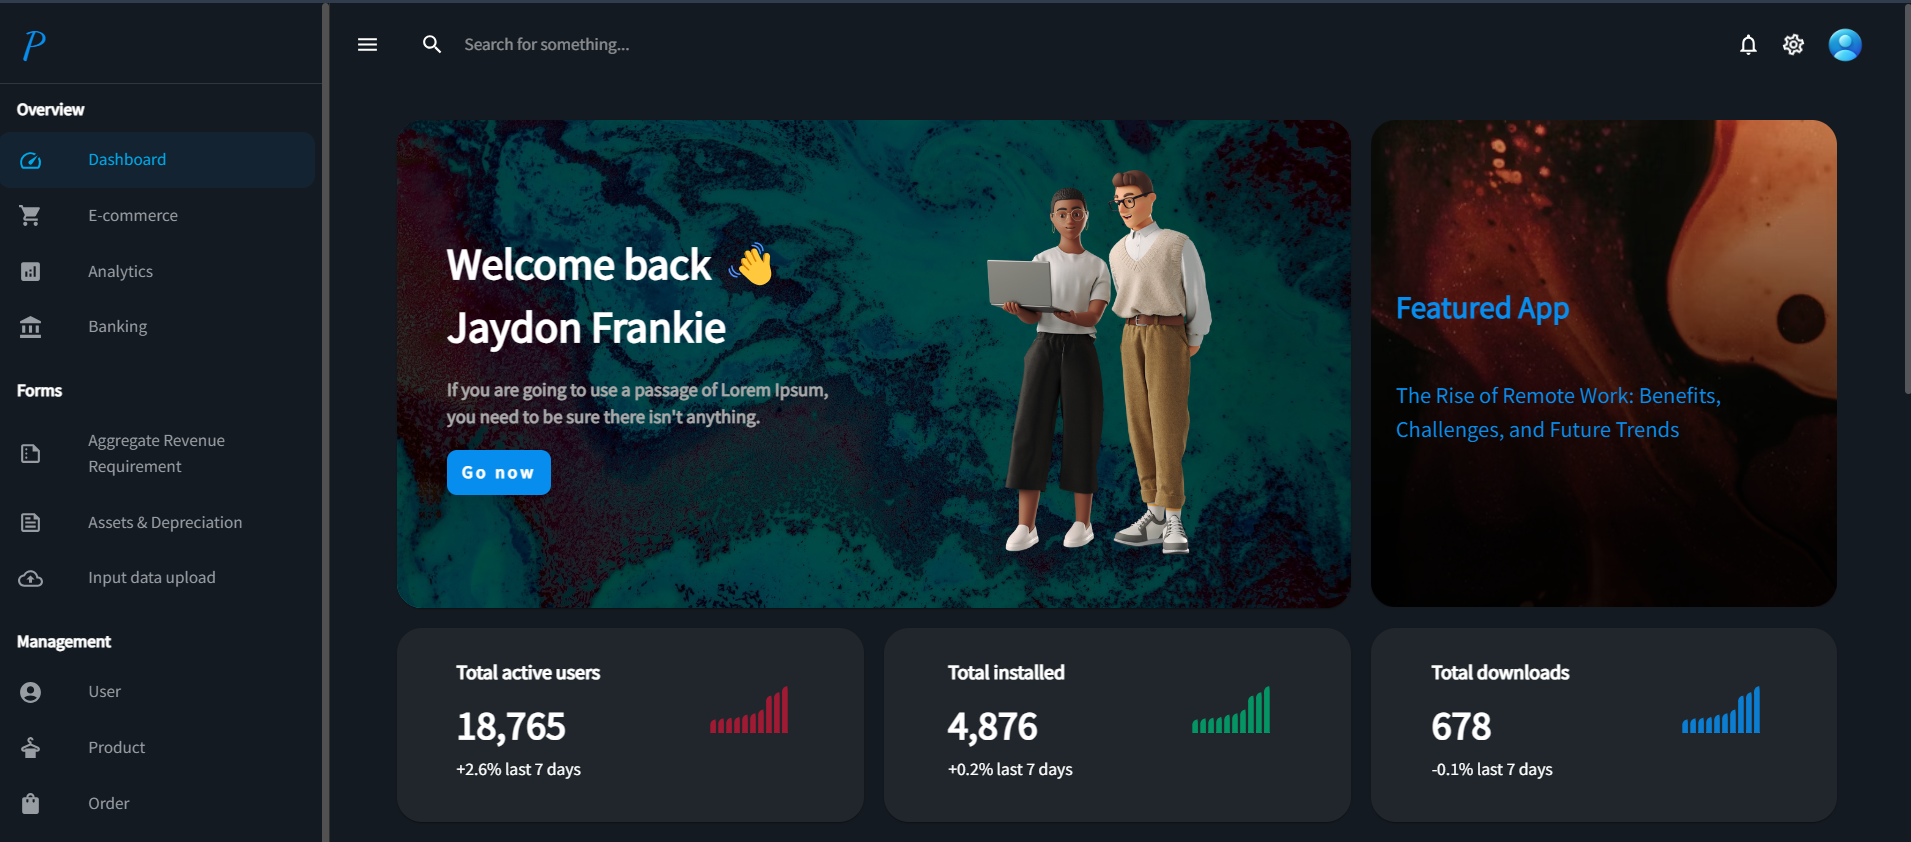 P
Search for something...
Overview
Dashboard
E-commerce
Analytics
Banking
Forms
Aggregate Revenue
Requirement
Assets & Depreciation
Input data upload
Management
User
Product
Order
Welcome back 👋
Jaydon Frankie
If you are going to use a passage of Lorem Ipsum,
you need to be sure there isn't anything.
Go now
Featured App
The Rise of Remote Work: Benefits,
Challenges, and Future Trends
Total active users
18,765
+2.6% last 7 days
Total installed
4,876
+0.2% last 7 days
Total downloads
678
-0.1% last 7 days